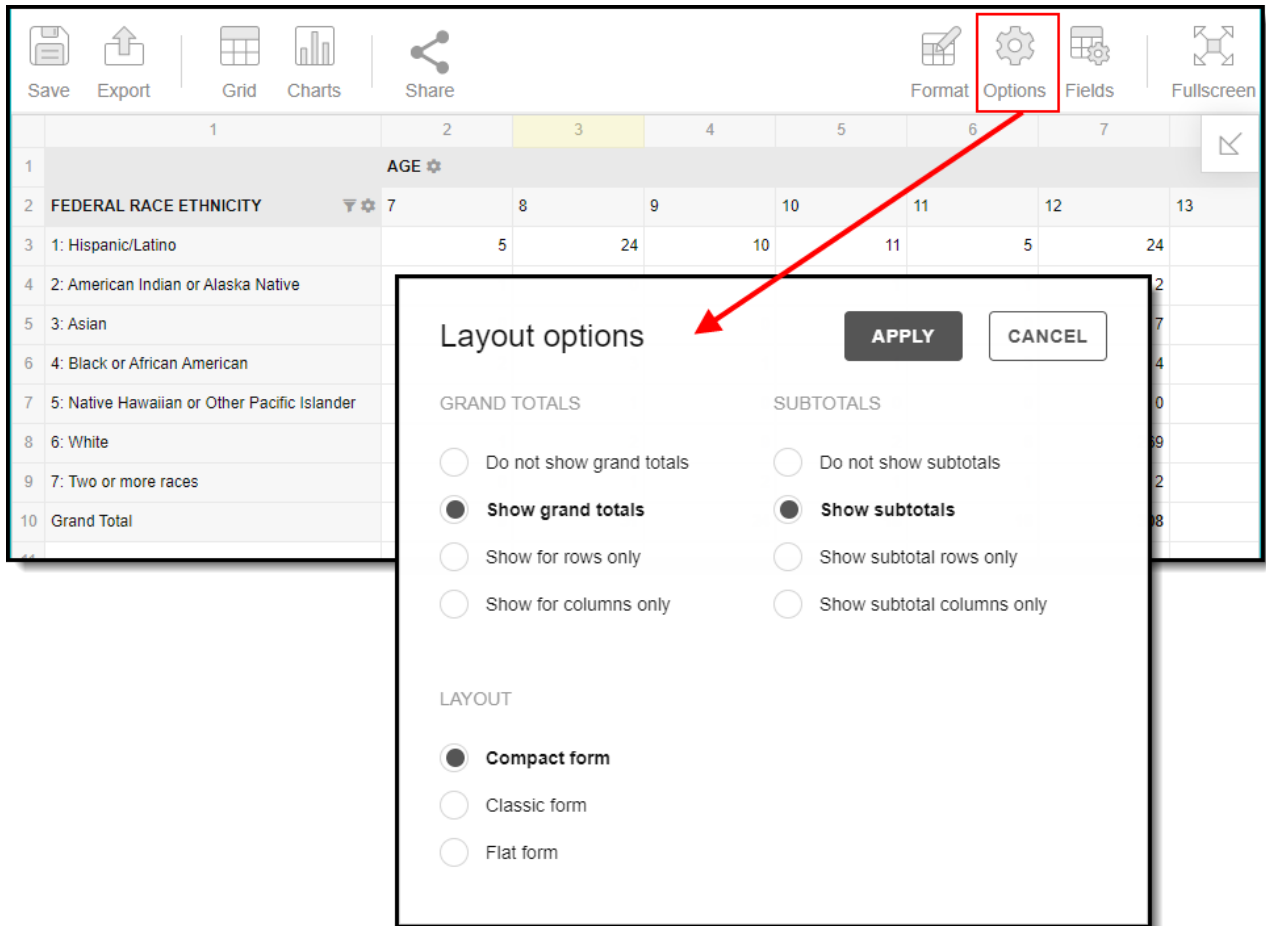 Save Export Grid Charts Share Format Options Fields Fullscreen
1 2 3 4 5 6 7
1 AGE
2 FEDERAL RACE ETHNICITY 7 8 9 10 11 12 13
3 1: Hispanic/Latino 5 24 10 11 5 24
4 2: American Indian or Alaska Native 2
5 3: Asian 7
6 4: Black or African American 4
7 5: Native Hawaiian or Other Pacific Islander 0
8 6: White
9 7: Two or more races 2
10 Grand Total
Layout options APPLY CANCEL
GRAND TOTALS SUBTOTALS
Do not show grand totals Do not show subtotals
Show grand totals Show subtotals
Show for rows only Show subtotal rows only
Show for columns only Show subtotal columns only
LAYOUT
Compact form
Classic form
Flat form